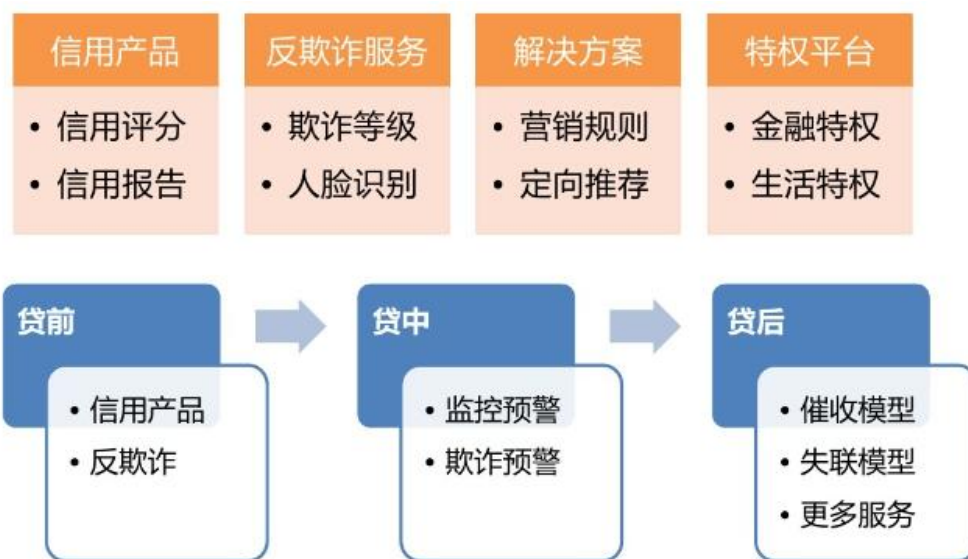 信用产品
• 信用评分
• 信用报告
反欺诈服务
• 欺诈等级
• 人脸识别
解决方案
• 营销规则
• 定向推荐
特权平台
• 金融特权
• 生活特权
贷前
• 信用产品
• 反欺诈
贷中
• 监控预警
• 欺诈预警
贷后
• 催收模型
• 失联模型
• 更多服务